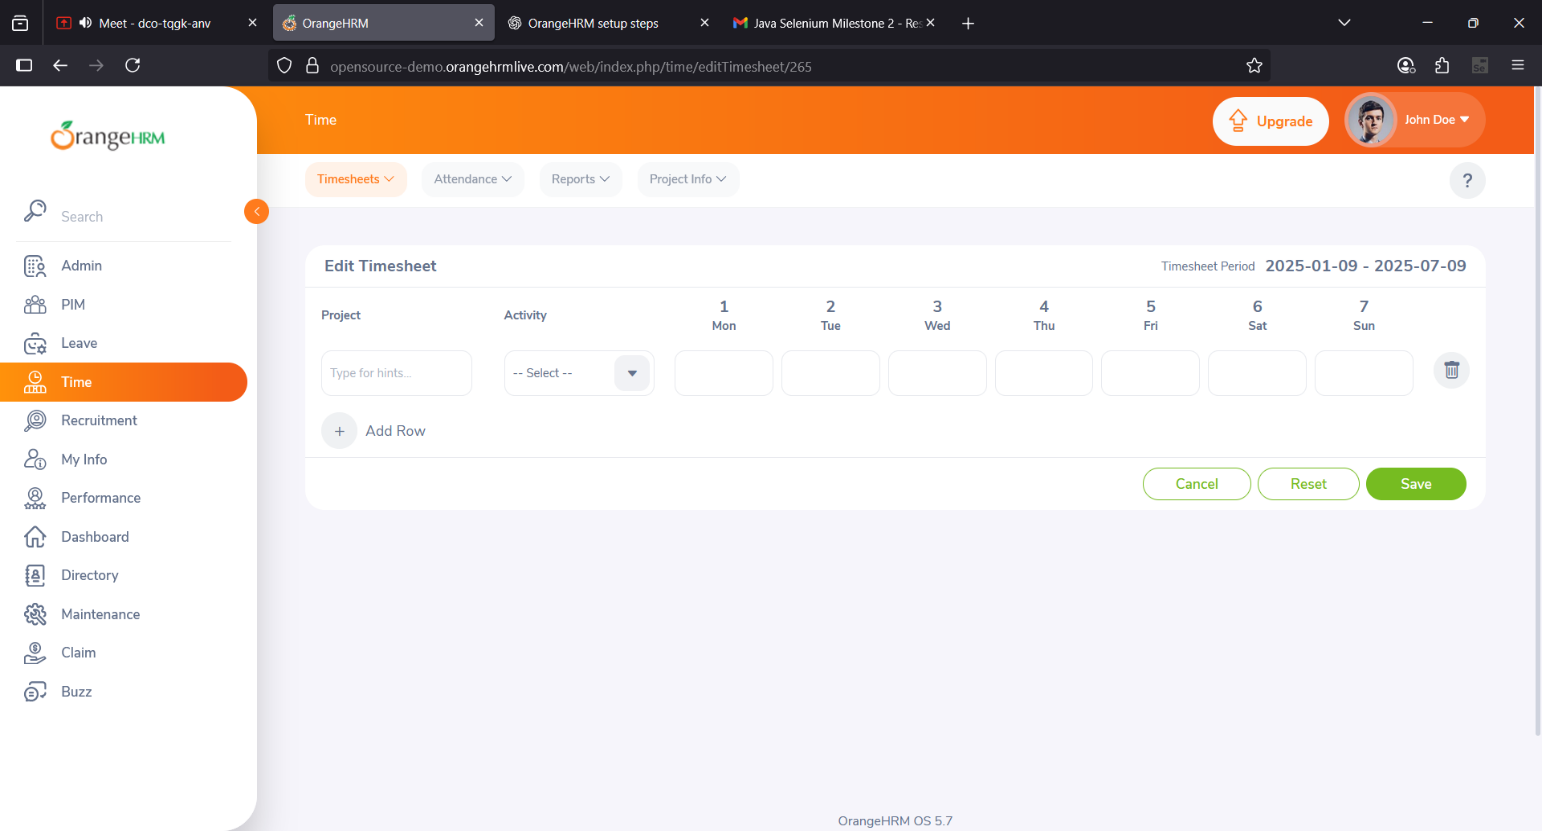 Meet - dco-tqgk-anv
OrangeHRM
OrangeHRM setup steps
Java Selenium Milestone 2 - Res
opensource-demo.orangehrmlive.com/web/index.php/time/editTimesheet/265
OrangeHRM
Time
Upgrade
John Doe
Timesheets
Attendance
Reports
Project Info
?
Search
Admin
PIM
Leave
Time
Recruitment
My Info
Performance
Dashboard
Directory
Maintenance
Claim
Buzz
Edit Timesheet
Timesheet Period 2025-01-09 - 2025-07-09
Project Activity 1 2 3 4 5 6 7
Mon Tue Wed Thu Fri Sat Sun
Type for hints... -- Select --
+ Add Row
Cancel Reset Save
OrangeHRM OS 5.7